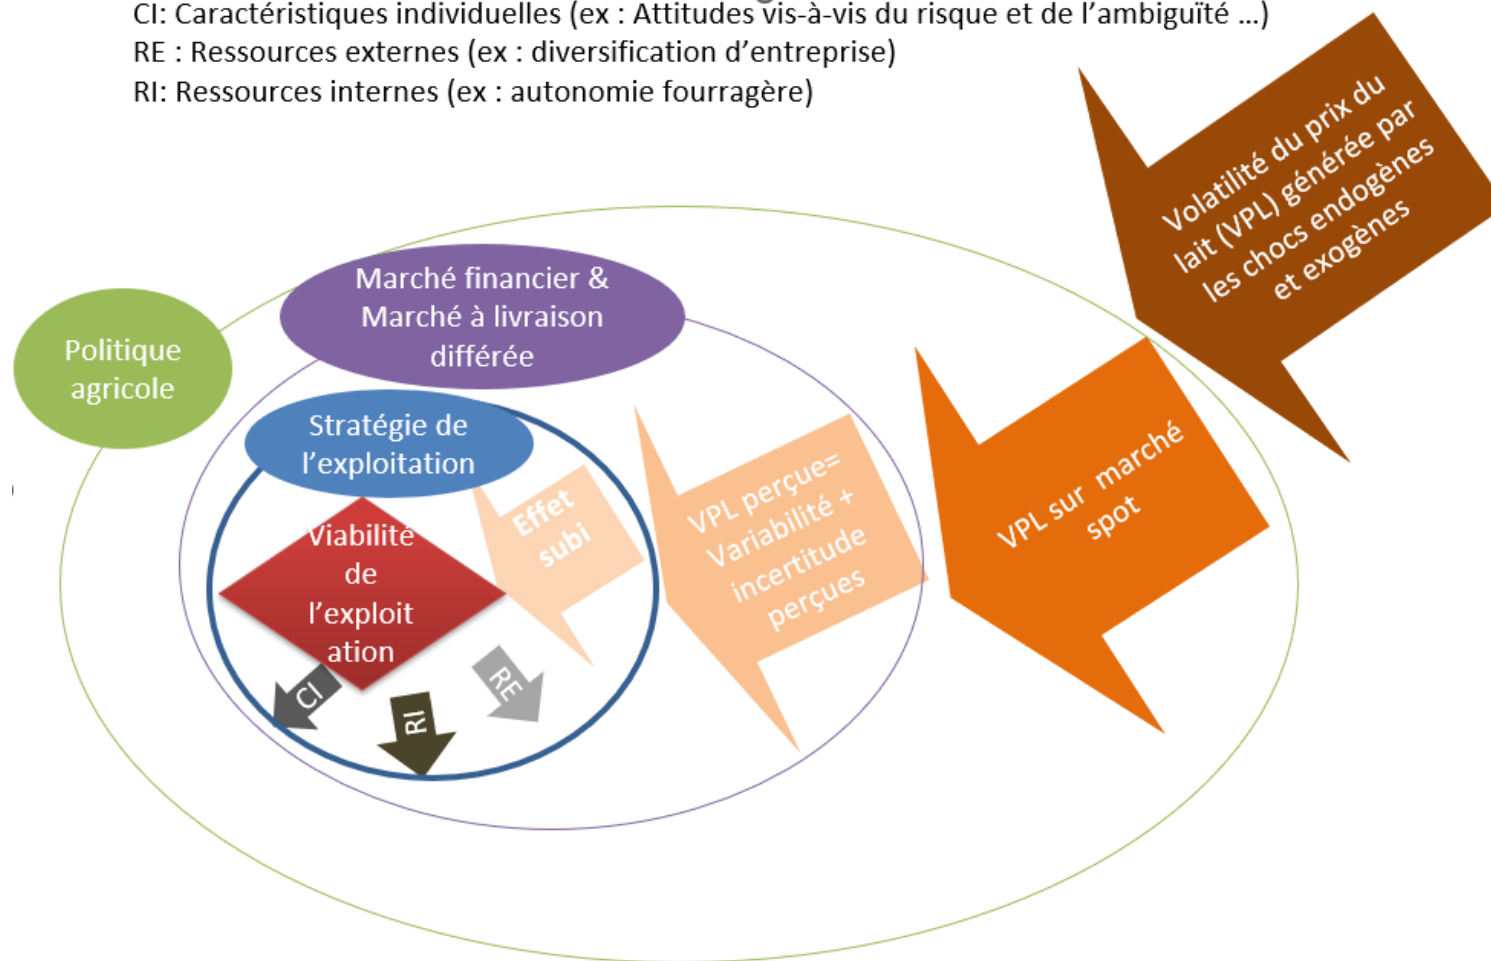 CI: Caractéristiques individuelles (ex : Attitudes vis-à-vis du risque et de l’ambiguïté ...)
RE : Ressources externes (ex : diversification d’entreprise)
RI: Ressources internes (ex : autonomie fourragère)
Volatilité du prix du
lait (VPL) générée par
les chocs endogènes
et exogènes
Marché financier &
Marché à livraison
différée
Politique
agricole
Stratégie de
l’exploitation
VPL sur marché
spot
VPL perçue=
Variabilité +
incertitude
perçues
Effet
subi
Viabilité
de
l’exploit
ation
CI
RI
RE